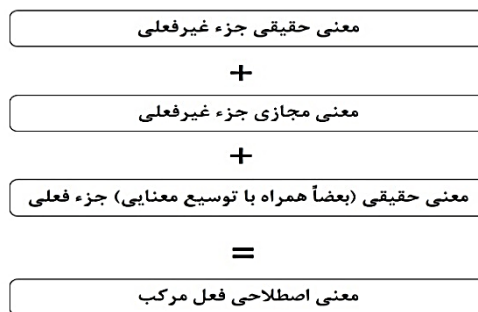 معنی حقیقی جزء غیرفعلی
+
معنی مجازی جزء غیرفعلی
+
معنی حقیقی (بعضاً همراه با توسیع معنایی) جزء فعلی
=
معنی اصطلاحی فعل مرکب